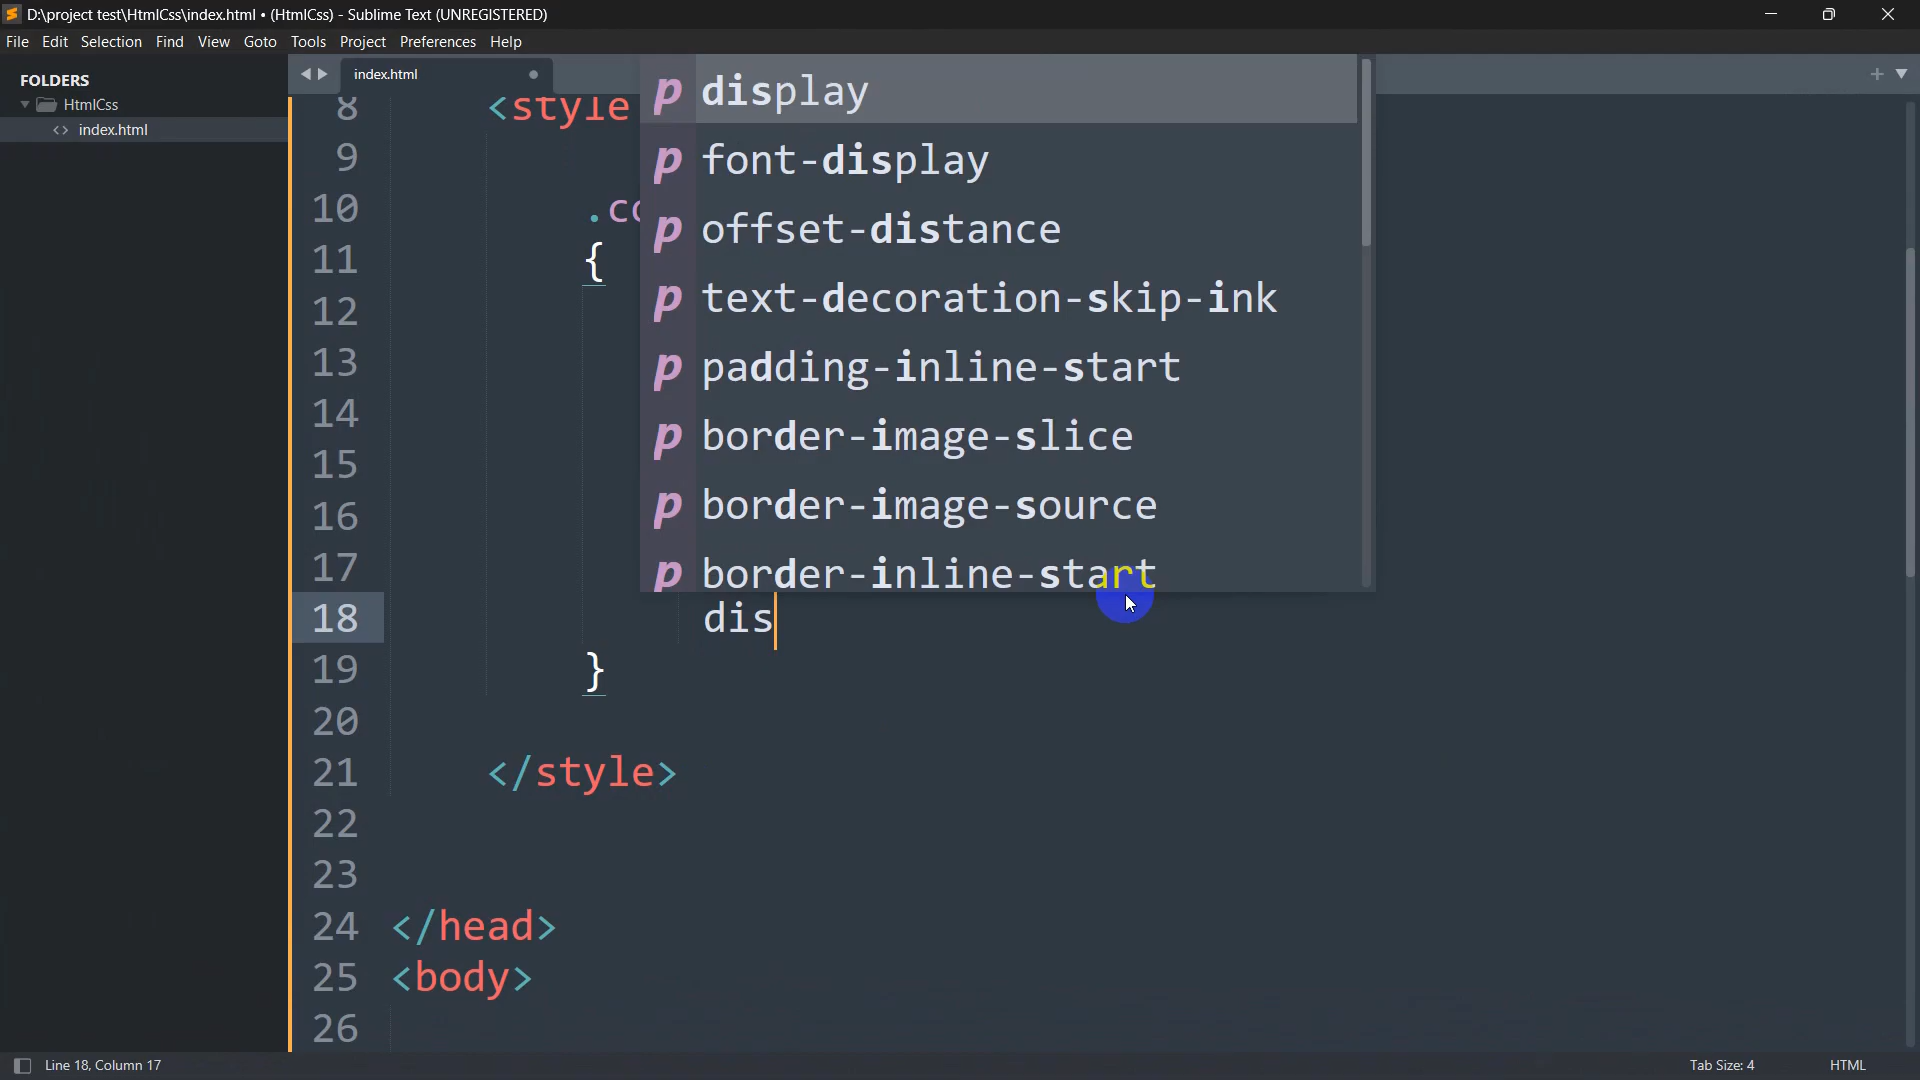 D:\project test\HtmlCss\index.html • (HtmlCss) - Sublime Text (UNREGISTERED)
File Edit Selection Find View Goto Tools Project Preferences Help
FOLDERS
HtmlCss
<> index.html
index.html
8 <style
9
10 .co
11 {
12
13
14
15
16
17
18 dis
19 }
20
21 </style>
22
23
24 </head>
25 <body>
26
p display
p font-display
p offset-distance
p text-decoration-skip-ink
p padding-inline-start
p border-image-slice
p border-image-source
p border-inline-start
Line 18, Column 17
Tab Size: 4 HTML